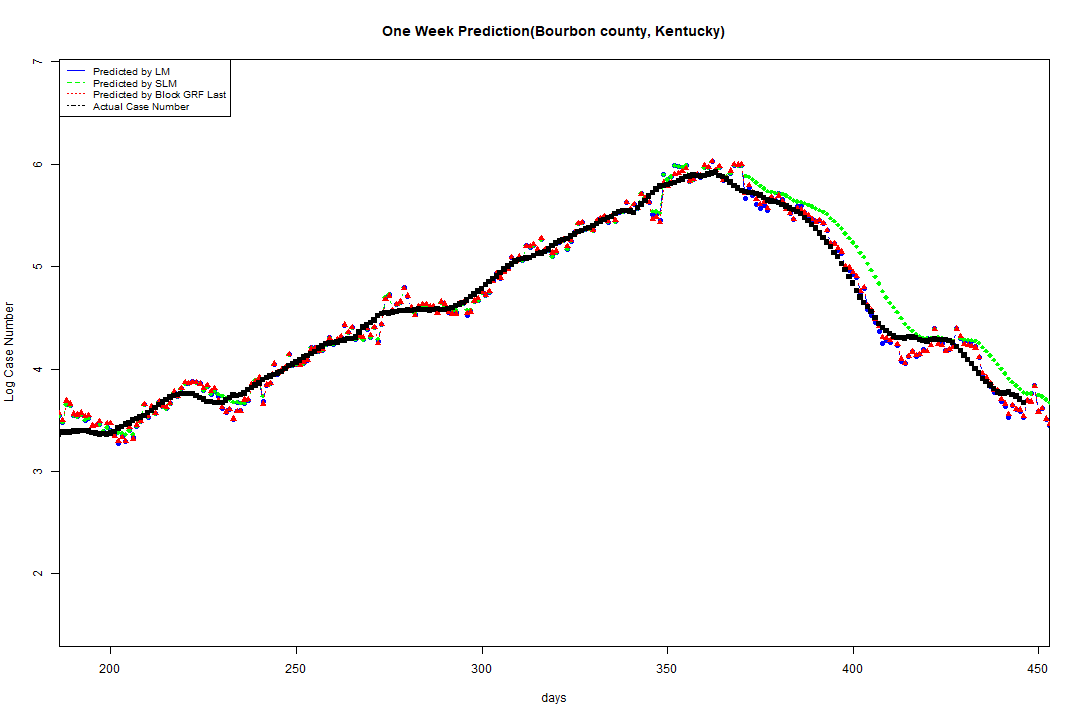 One Week Prediction(Bourbon county, Kentucky)
Predicted by LM
Predicted by SLM
Predicted by Block GRF Last
Actual Case Number
7
6
5
4
3
2
Log Case Number
200 250 300 350 400 450
days